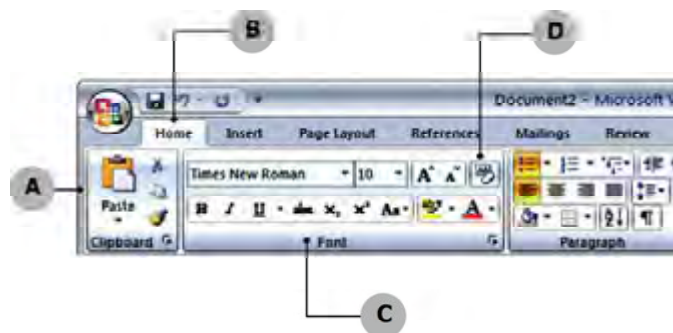 B D
Document2 - Microsoft W
Home Insert Page Layout References Mailings Review
A
Times New Roman 10 A A
Paste
B I U abc x₂ x² Aa A
Clipboard Font Paragraph
C